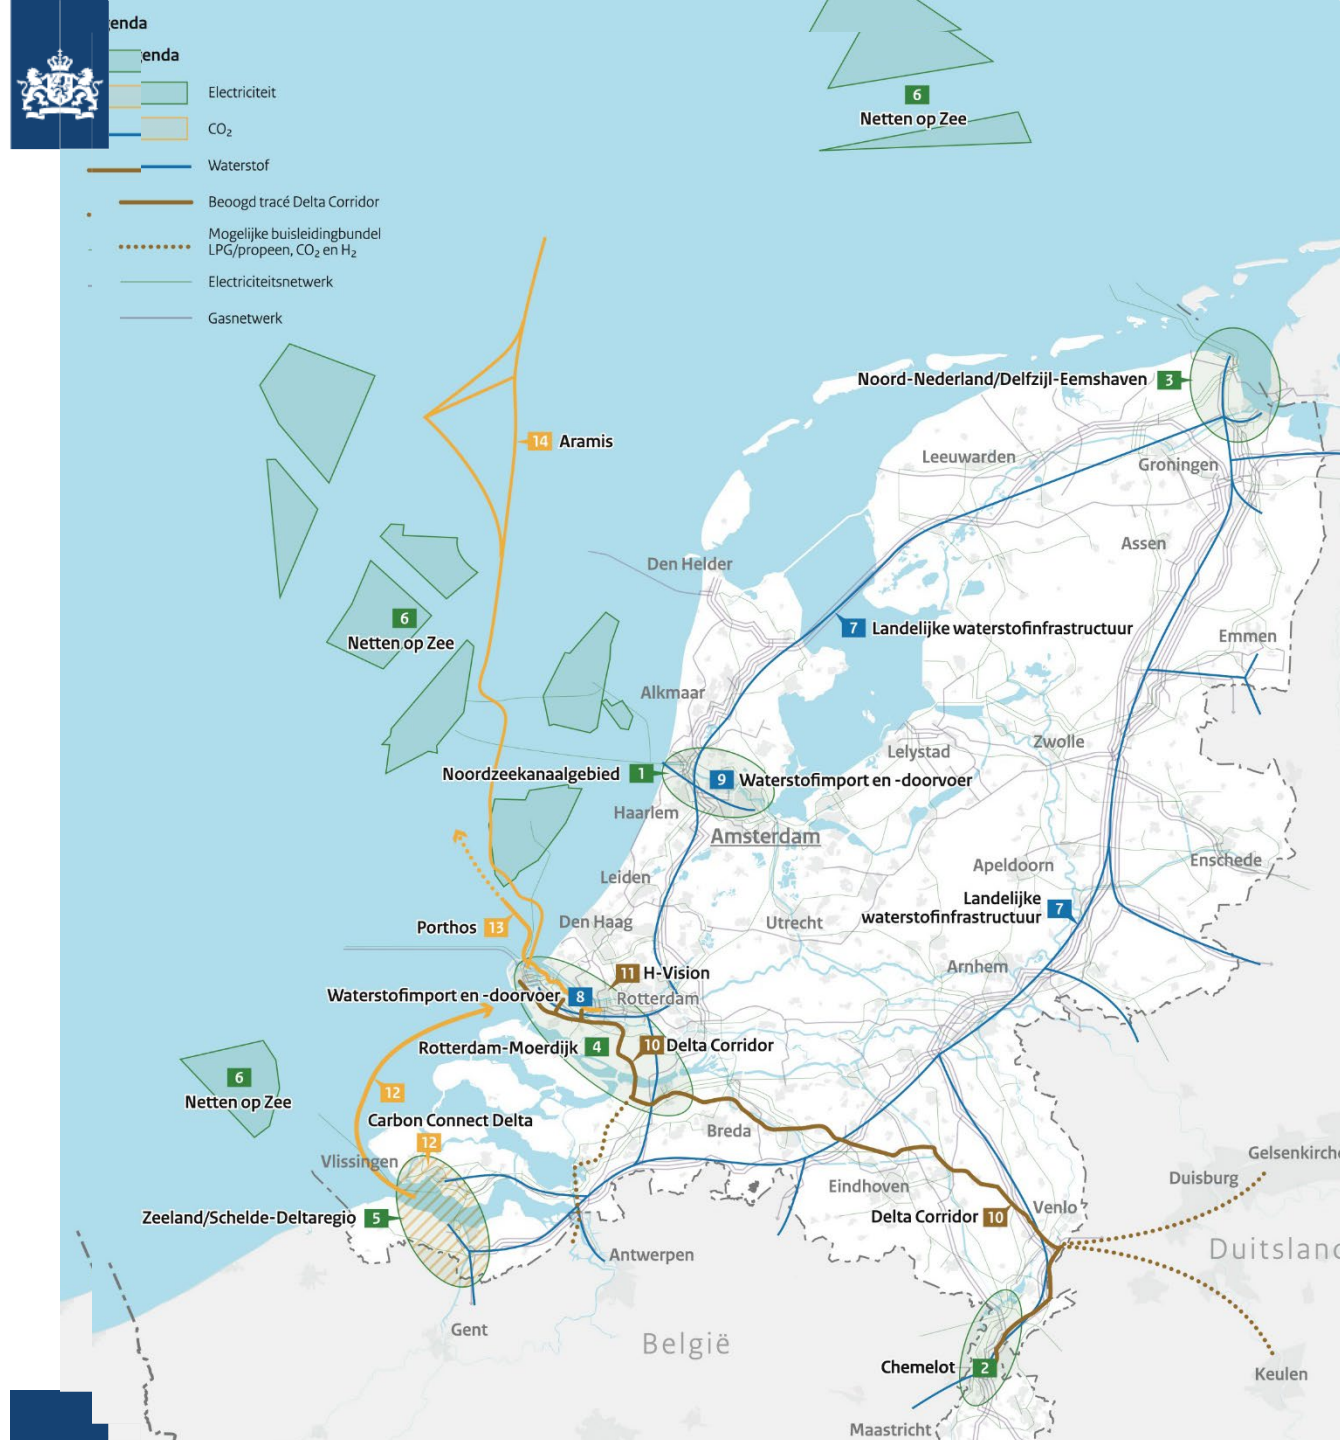 enda
enda
Electriciteit
CO₂
Waterstof
Beoogd tracé Delta Corridor
Mogelijke buisleidingbundel
LPG/propeen, CO₂ en H₂
Electriciteitsnetwerk
Gasnetwerk
6
Netten op Zee
Noord-Nederland/Delfzijl-Eemshaven 3
14 Aramis
Leeuwarden
Groningen
Assen
Den Helder
6
Netten op Zee
7 Landelijke waterstofinfrastructuur
Emmen
Alkmaar
Zwolle
Lelystad
Noordzeekanaalgebied 1
9 Waterstofimport en -doorvoer
Haarlem
Amsterdam
Apeldoorn
Enschede
Leiden
Landelijke
waterstofinfrastructuur 7
Porthos 13
Den Haag
Utrecht
Arnhem
11 H-Vision
Waterstofimport en -doorvoer 8
Rotterdam
Rotterdam-Moerdijk 4
10 Delta Corridor
6
Netten op Zee
12
Carbon Connect Delta
12
Breda
Vlissingen
Gelsenkirche
Duisburg
Eindhoven
Venlo
Zeeland/Schelde-Deltaregio 5
Delta Corridor 10
Antwerpen
Duitsland
Gent
België
Chemelot 2
Keulen
Maastricht